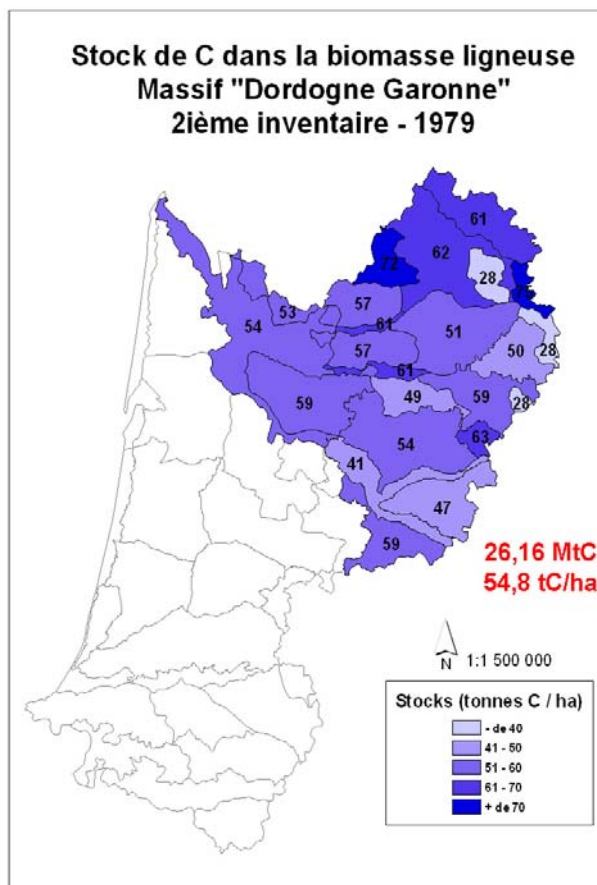 Stock de C dans la biomasse ligneuse
Massif "Dordogne Garonne"
2ième inventaire - 1979
61
62
72
28
75
57
53
61
51
54
50
28
57
61
59
49
59
28
54
63
41
47
59
26,16 MtC
54,8 tC/ha
N 1:1 500 000
Stocks (tonnes C / ha)
- de 40
41 - 50
51 - 60
61 - 70
+ de 70